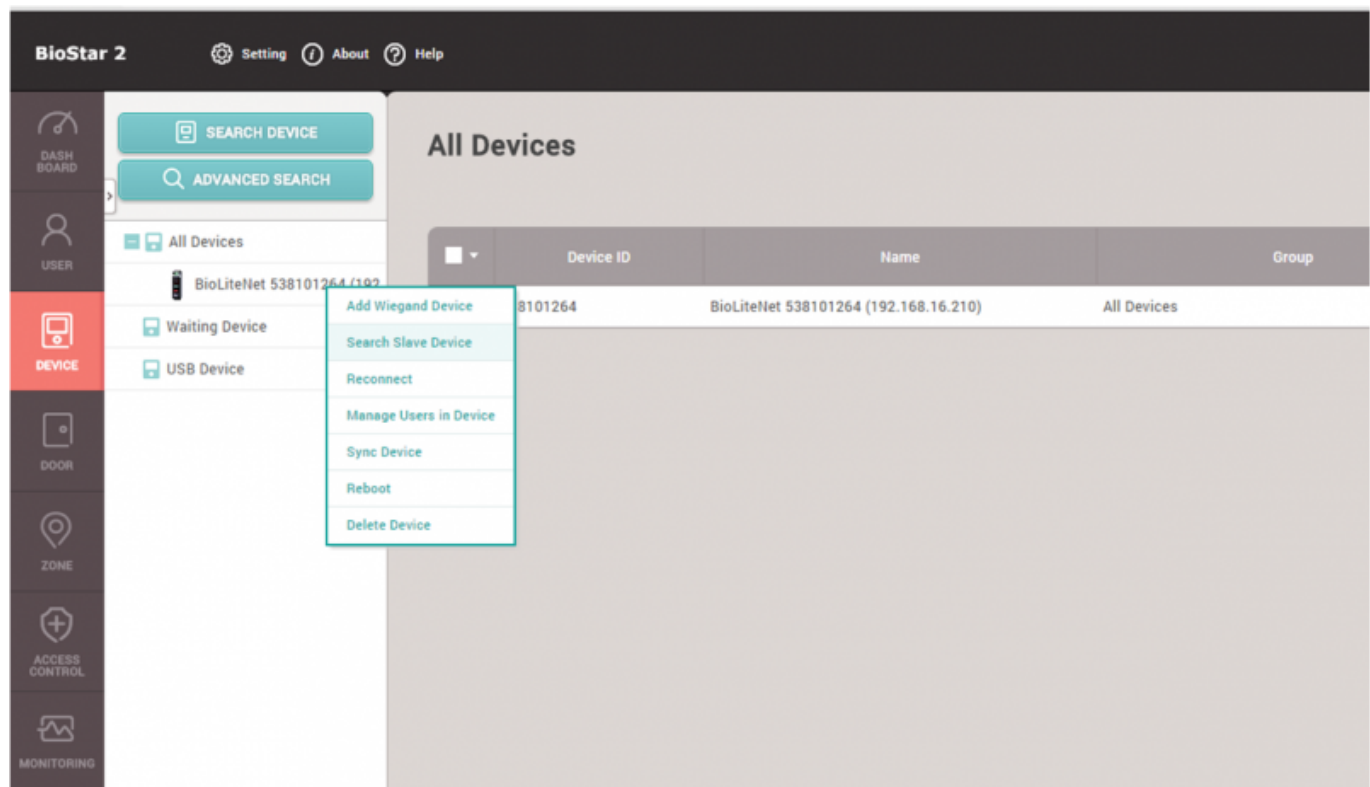 BioStar 2
Setting
About
Help
DASH
BOARD
USER
DEVICE
DOOR
ZONE
ACCESS
CONTROL
MONITORING
SEARCH DEVICE
ADVANCED SEARCH
All Devices
BioLiteNet 538101264 (192
Waiting Device
USB Device
Add Wiegand Device
Search Slave Device
Reconnect
Manage Users in Device
Sync Device
Reboot
Delete Device
All Devices
Device ID Name Group
8101264 BioLiteNet 538101264 (192.168.16.210) All Devices